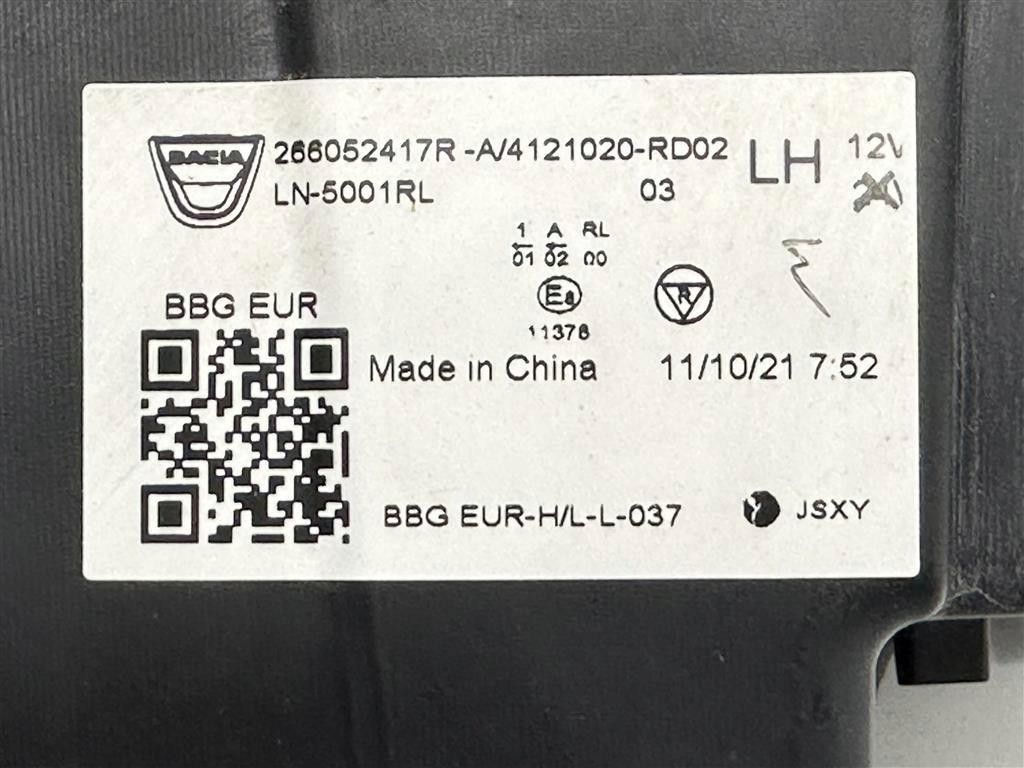 DACIA
266052417R -A/4121020-RD02
LH
12V
LN-5001RL
03
1 A RL
01 02 00
R
11378
BBG EUR
Made in China
11/10/21 7:52
BBG EUR-H/L-L-037
JSXY